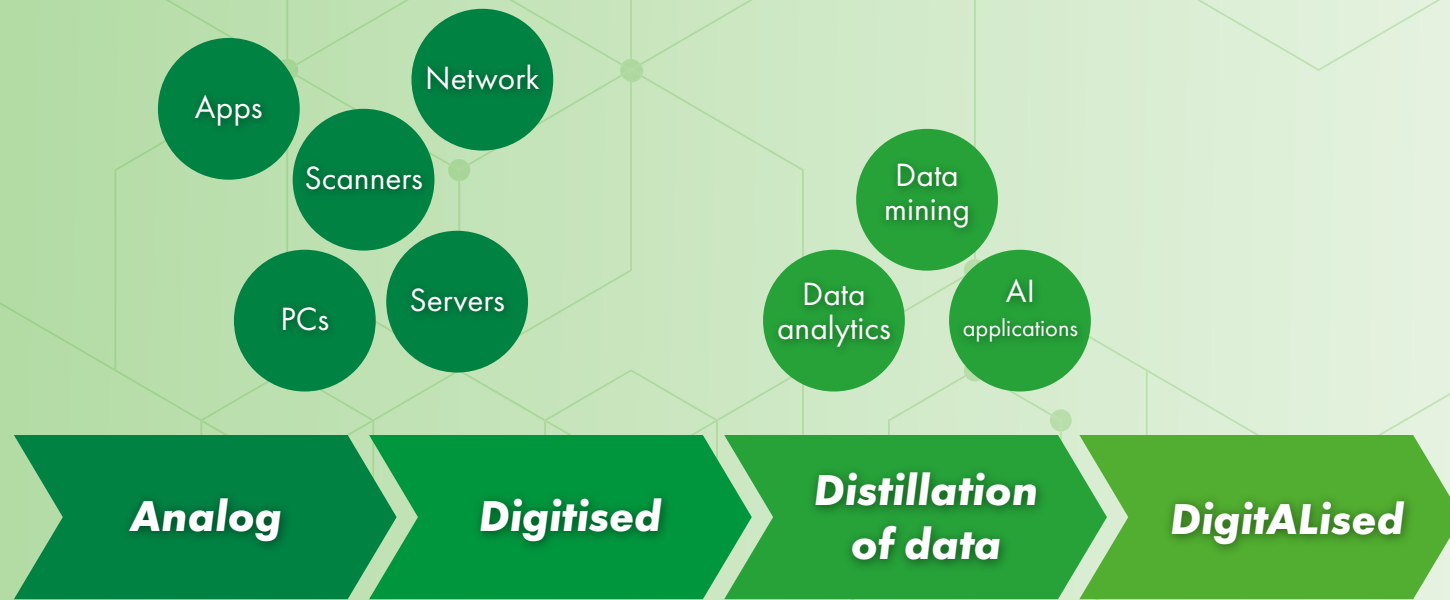 Network
Apps
Scanners
Servers
PCs
Data
mining
Data
analytics
AI
applications
Analog
Digitised
Distillation
of data
DigitALised